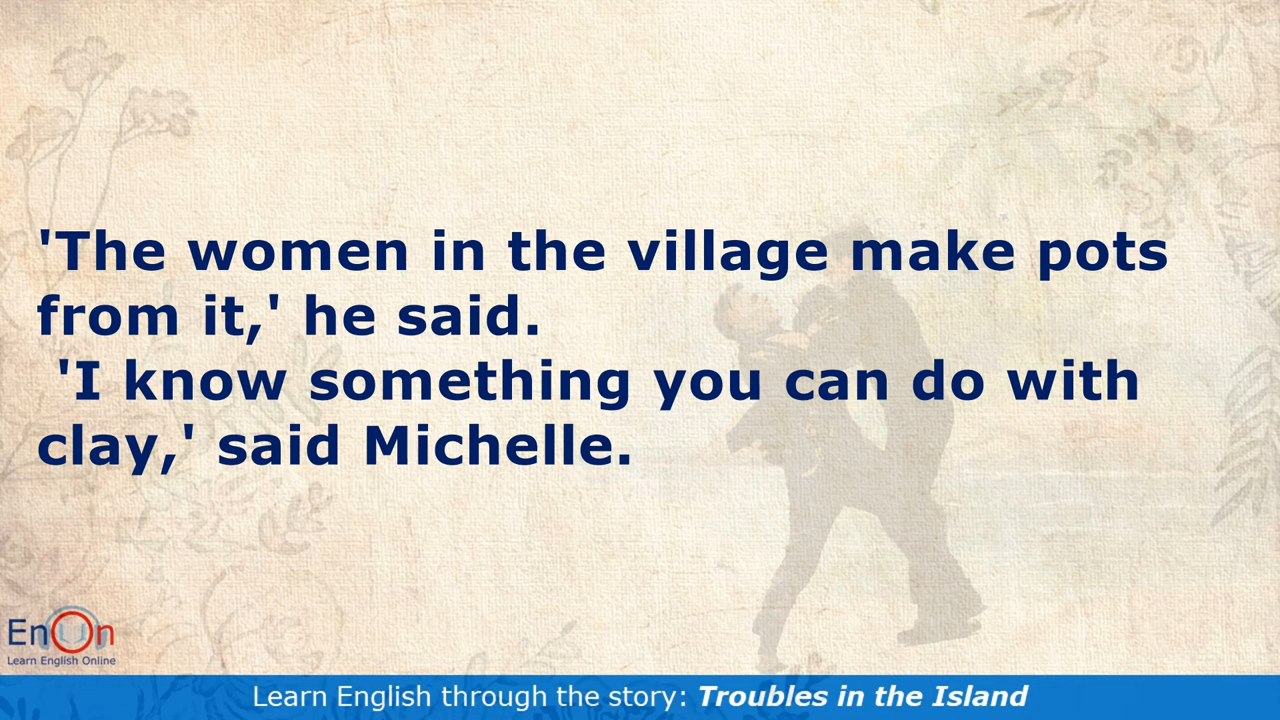 'The women in the village make pots
from it,' he said.
'I know something you can do with
clay,' said Michelle.
EnOn
Learn English Online
Learn English through the story: Troubles in the Island